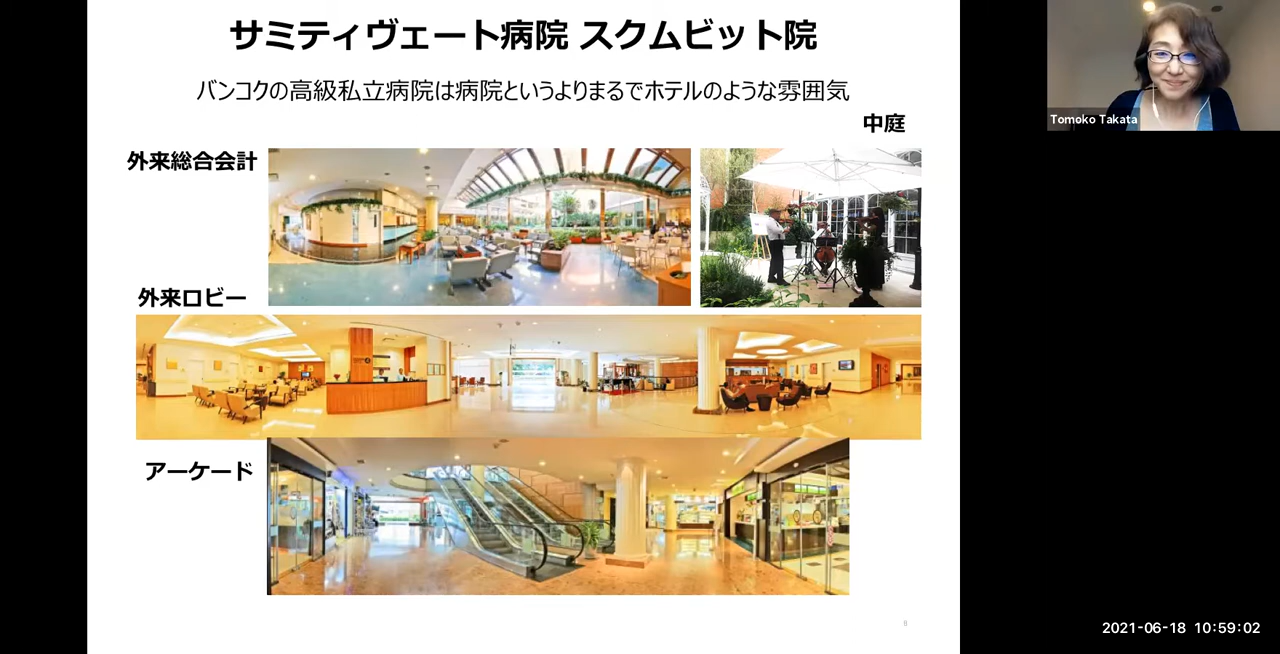 サミティヴェート病院 スクムビット院
バンコクの高級私立病院は病院というよりまるでホテルのような雰囲気
中庭
外来総合会計
外来ロビー
アーケード
Tomoko Takata
2021-06-18 10:59:02